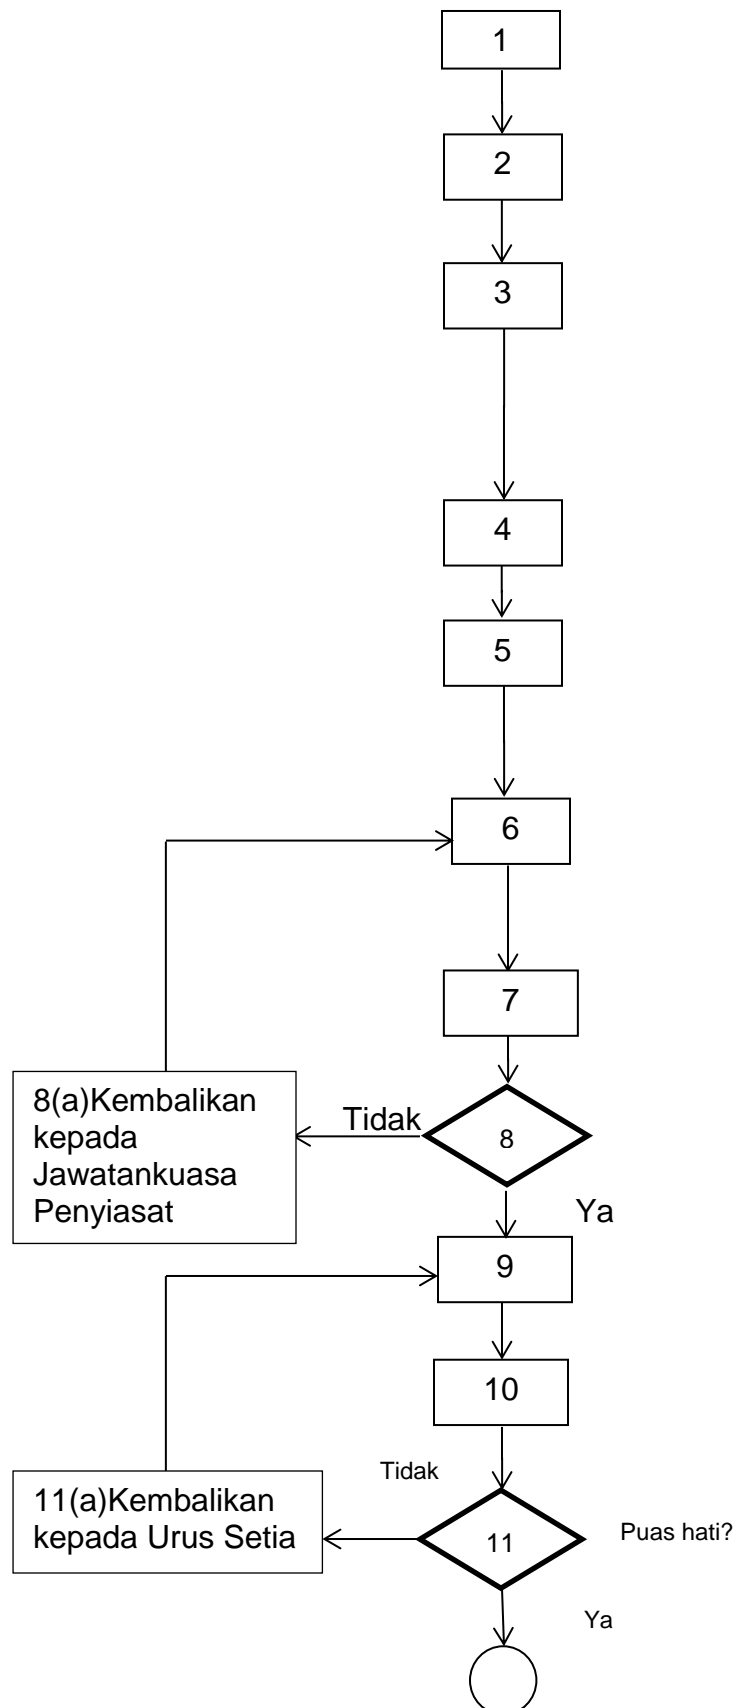 1
2
3
4
5
6
7
8(a)Kembalikan
kepada
Jawatankuasa
Penyiasat
Tidak
8
Ya
9
10
Tidak
11(a)Kembalikan
kepada Urus Setia
11
Puas hati?
Ya